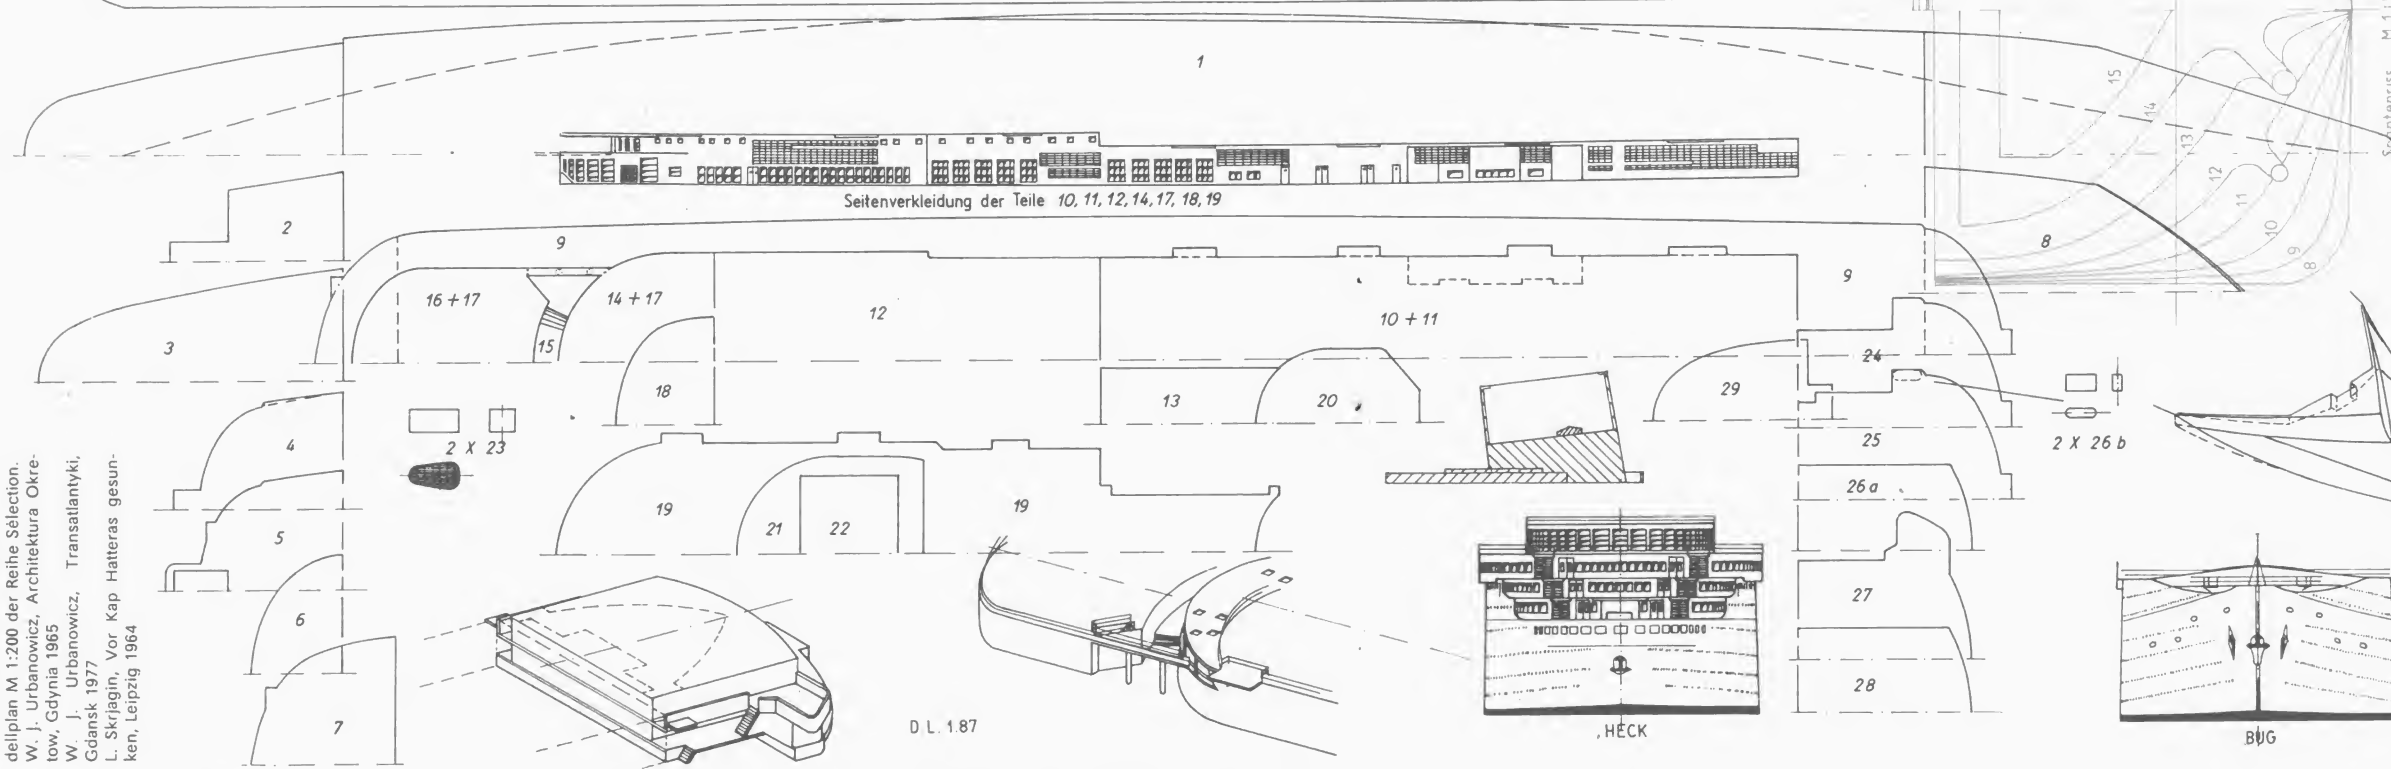 1
M 1:
15
14
13
12
11
10
9
8
Seitenverkleidung der Teile 10, 11, 12, 14, 17, 18, 19
2
9
8
9
16 + 17
14 + 17
12
10 + 11
3
15
24
18
13
20
29
4
2 X 23
25
2 X 26 b
26 a
5
19
21
22
19
6
27
28
7
D. L. 1.87
HECK
BUG
dellplan M 1:200 der Reihe Sélection.
W. J. Urbanowicz, Architektura Okre-
tow, Gdynia 1965
W. J. Urbanowicz, Transatlantyki,
Gdansk 1977
L. Skrjagin, Vor Kap Hatteras gesun-
ken, Leipzig 1964